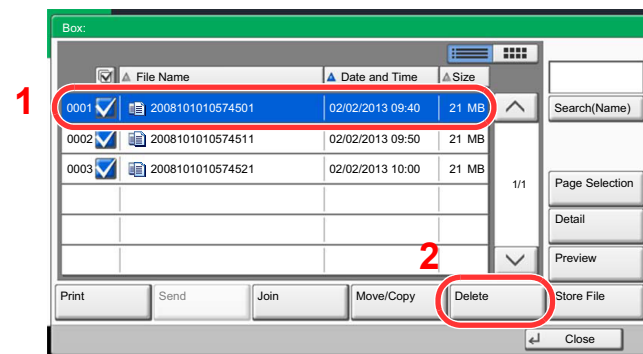 Box:
File Name Date and Time Size
1
0001 2008101010574501 02/02/2013 09:40 21 MB
Search(Name)
0002 2008101010574511 02/02/2013 09:50 21 MB
0003 2008101010574521 02/02/2013 10:00 21 MB
1/1
Page Selection
Detail
2
Preview
Print Send Join Move/Copy Delete Store File
Close